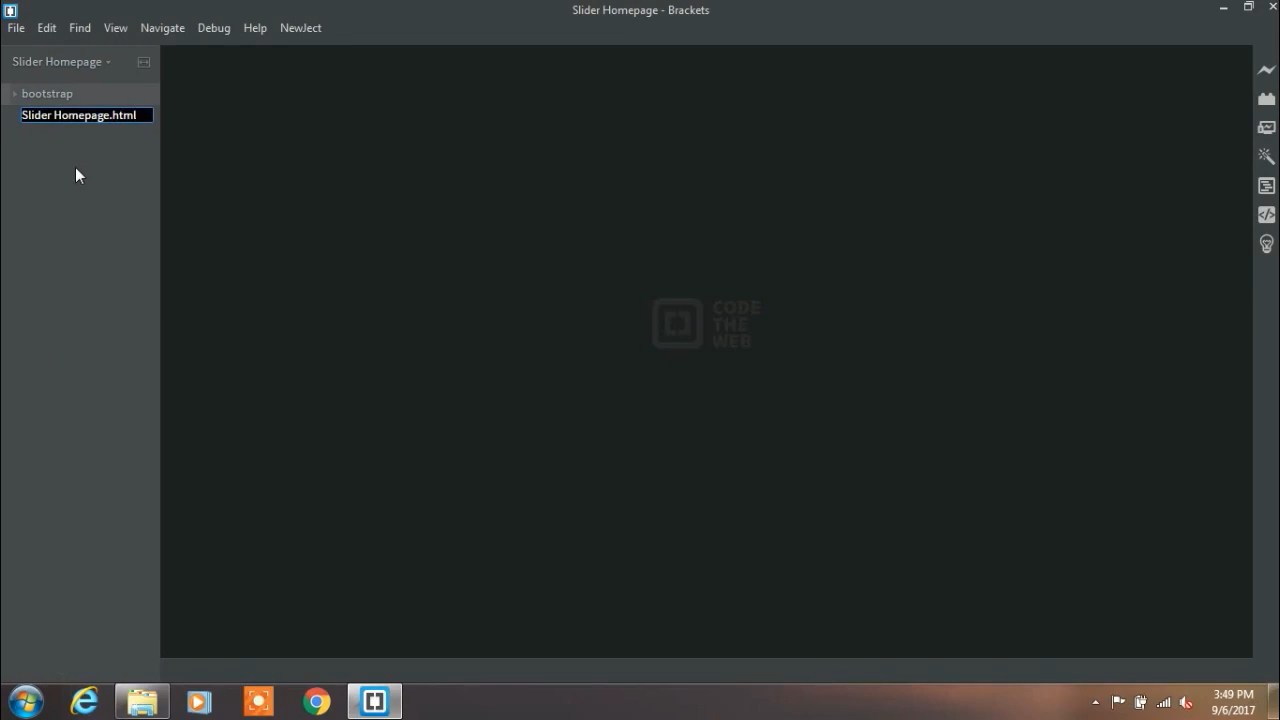 Slider Homepage - Brackets
File Edit Find View Navigate Debug Help NewJect
Slider Homepage
bootstrap
Slider Homepage.html
CODE
THE
WEB
3:49 PM
9/6/2017